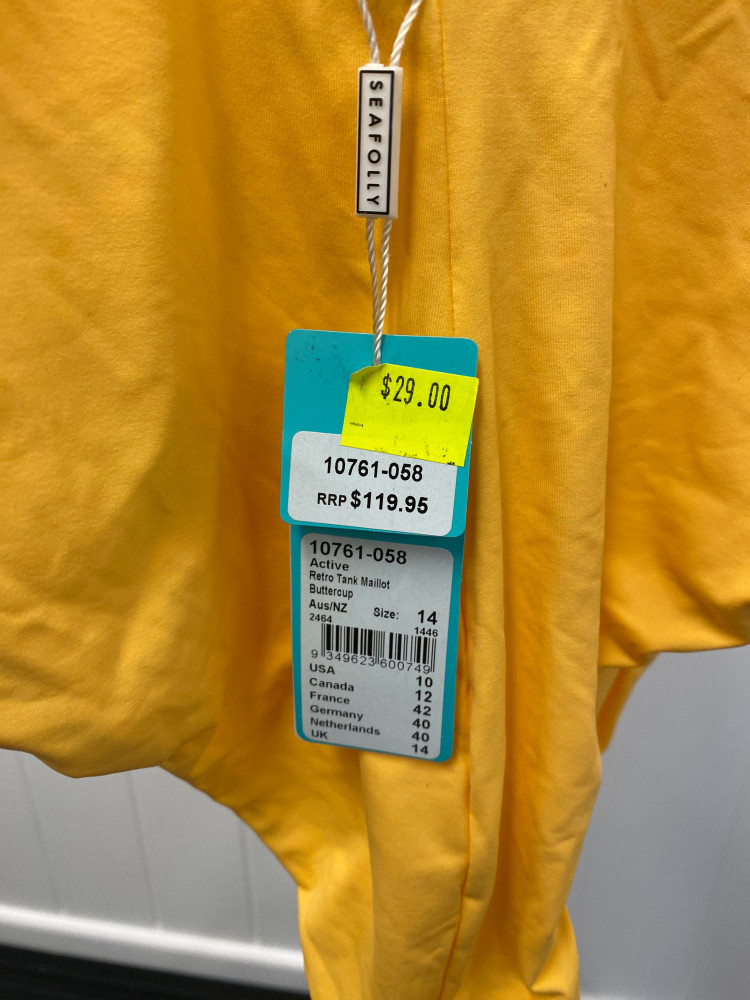 SEAFOLLY
$29.00
10761-058
RRP $119.95
10761-058
Active
Retro Tank Maillot
Buttercup
Aus/NZ Size: 14
2464 1446
9 349623 600749
USA 10
Canada 12
France 42
Germany 40
Netherlands 40
UK 14